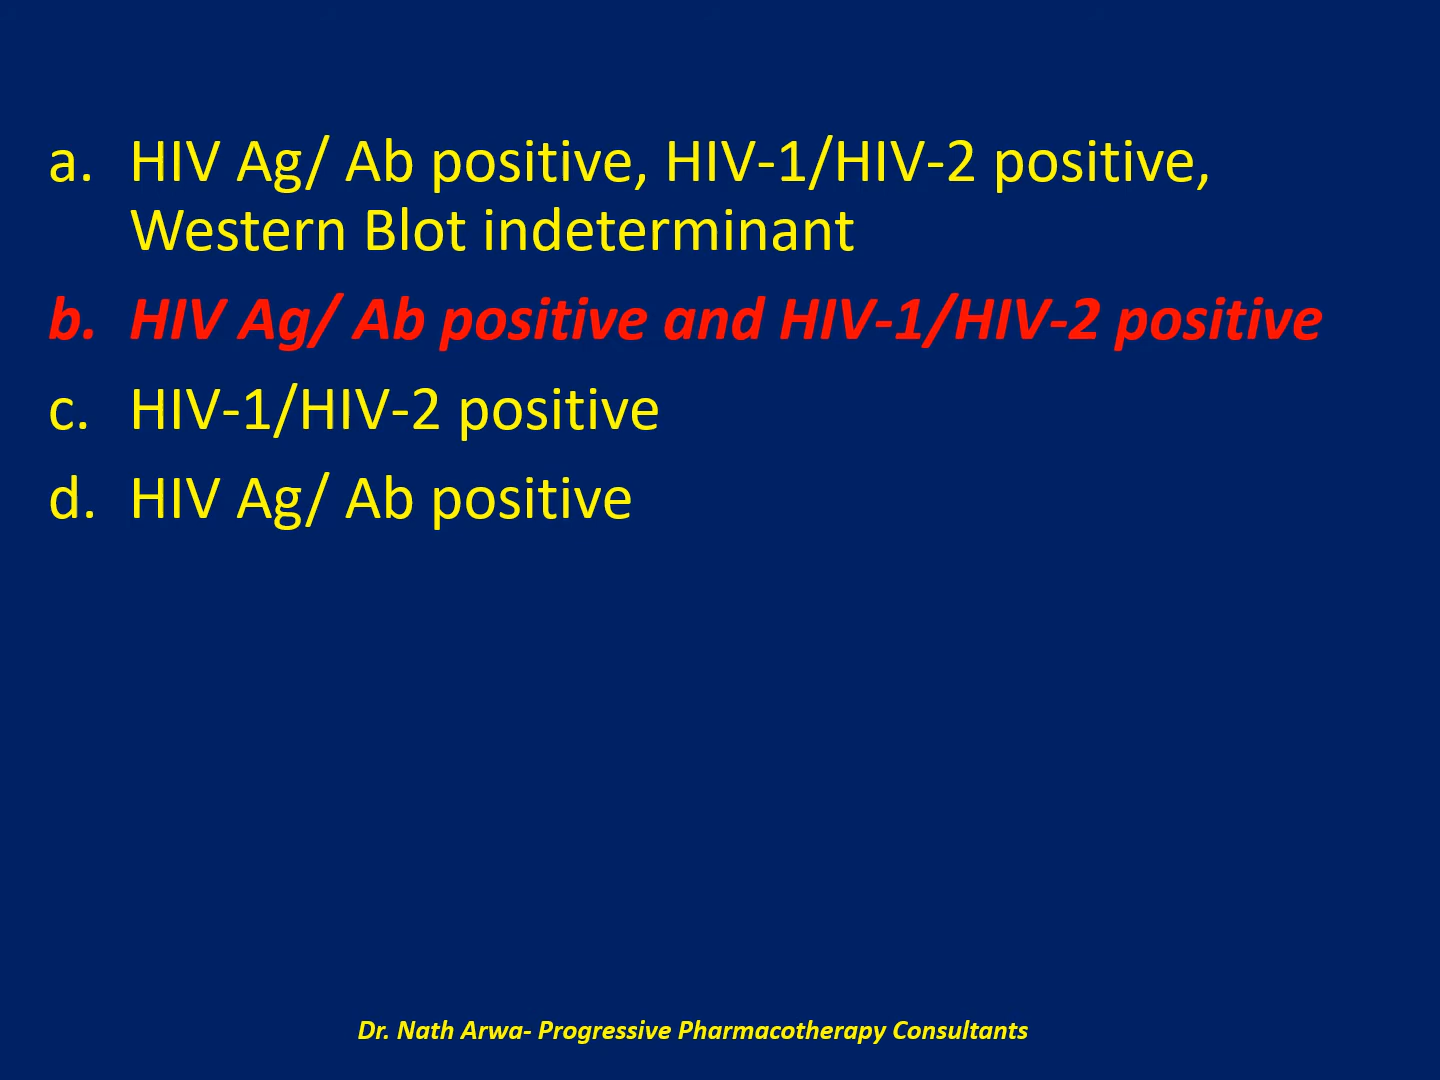 a. HIV Ag/ Ab positive, HIV-1/HIV-2 positive,
Western Blot indeterminant
b. HIV Ag/ Ab positive and HIV-1/HIV-2 positive
c. HIV-1/HIV-2 positive
d. HIV Ag/ Ab positive
Dr. Nath Arwa- Progressive Pharmacotherapy Consultants